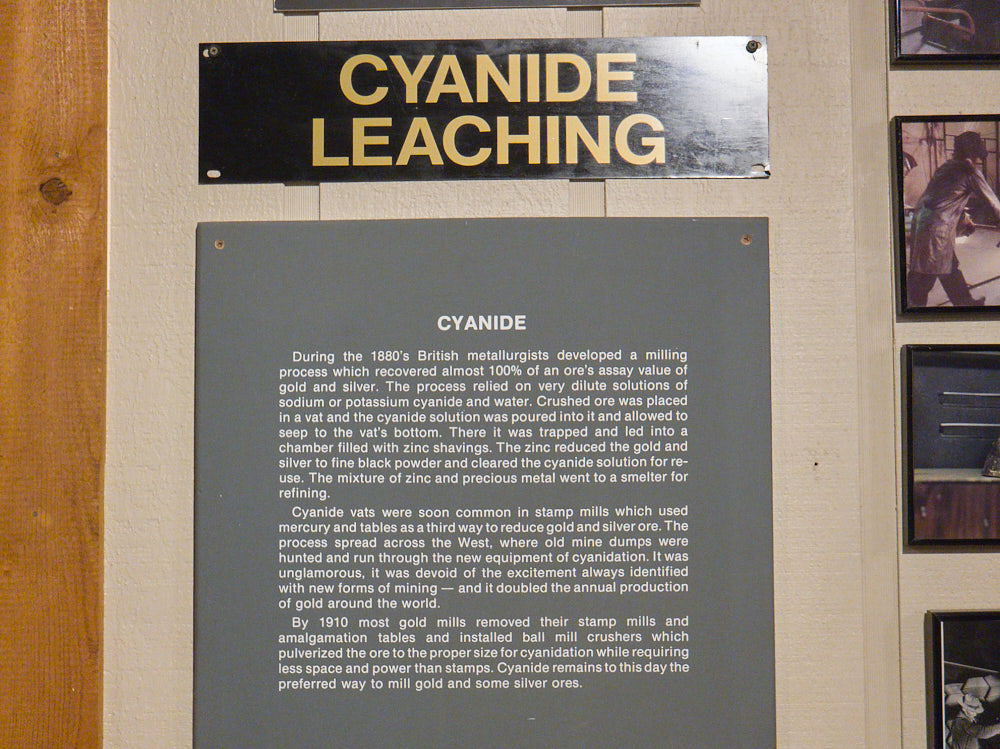 CYANIDE
LEACHING
CYANIDE
During the 1880's British metallurgists developed a milling
process which recovered almost 100% of an ore's assay value of
gold and silver. The process relied on very dilute solutions of
sodium or potassium cyanide and water. Crushed ore was placed
in a vat and the cyanide solution was poured into it and allowed to
seep to the vat's bottom. There it was trapped and led into a
chamber filled with zinc shavings. The zinc reduced the gold and
silver to fine black powder and cleared the cyanide solution for re-
use. The mixture of zinc and precious metal went to a smelter for
refining.
Cyanide vats were soon common in stamp mills which used
mercury and tables as a third way to reduce gold and silver ore. The
process spread across the West, where old mine dumps were
hunted and run through the new equipment of cyanidation. It was
unglamorous, it was devoid of the excitement always identified
with new forms of mining — and it doubled the annual production
of gold around the world.
By 1910 most gold mills removed their stamp mills and
amalgamation tables and installed ball mill crushers which
pulverized the ore to the proper size for cyanidation while requiring
less space and power than stamps. Cyanide remains to this day the
preferred way to mill gold and some silver ores.